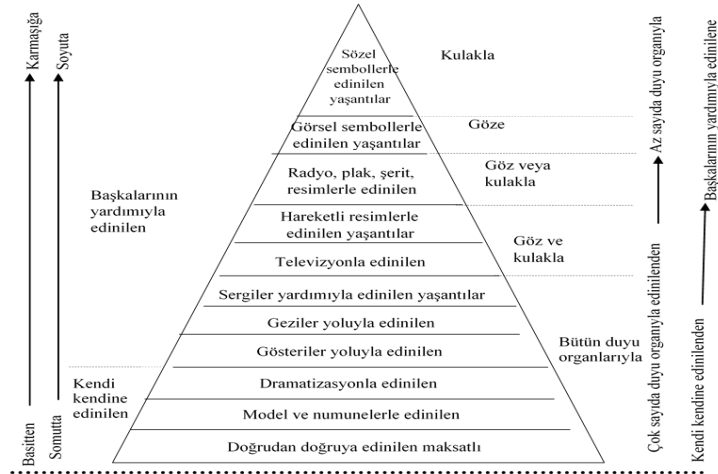 Sözel
sembollerle
edinilen
yaşantılar
Görsel sembollerle
edinilen yaşantılar
Radyo, plak, şerit,
resimlerle edinilen
Hareketli resimlerle
edinilen yaşantılar
Televizyonla edinilen
Sergiler yardımıyla edinilen yaşantılar
Geziler yoluyla edinilen
Gösteriler yoluyla edinilen
Dramatizasyonla edinilen
Model ve numunelerle edinilen
Doğrudan doğruya edinilen maksatlı
Kulakla
Göze
Göz veya
kulakla
Göz ve
kulakla
Bütün duyu
organlarıyla
Başkalarının
yardımıyla
edinilen
Kendi
kendine
edinilen
Basitten
Karmaşığa
Somutta
Soyuta
Çok sayıda duyu organıyla edinilenden
Az sayıda duyu organıyla
Kendi kendine edinilenden
Başkalarının yardımıyla edinilene